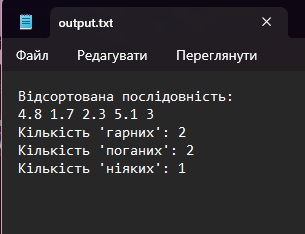 output.txt
Файл Редагувати Переглянути
Відсортована послідовність:
4.8 1.7 2.3 5.1 3
Кількість 'гарних': 2
Кількість 'поганих': 2
Кількість 'ніяких': 1